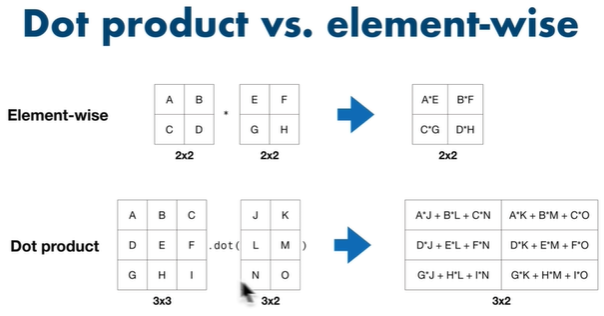 Dot product vs. element-wise
Element-wise
A B * E F A*E B*F
C D G H C*G D*H
2x2 2x2 2x2
A B C J K A*J + B*L + C*N A*K + B*M + C*O
Dot product D E F .dot( L M ) D*J + E*L + F*N D*K + E*M + F*O
G H I N O G*J + H*L + I*N G*K + H*M + I*O
3x3 3x2 3x2